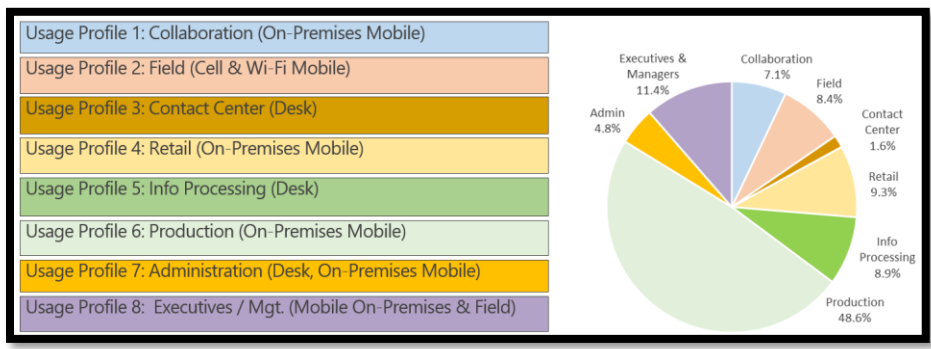 Usage Profile 1: Collaboration (On-Premises Mobile)
Usage Profile 2: Field (Cell & Wi-Fi Mobile)
Usage Profile 3: Contact Center (Desk)
Usage Profile 4: Retail (On-Premises Mobile)
Usage Profile 5: Info Processing (Desk)
Usage Profile 6: Production (On-Premises Mobile)
Usage Profile 7: Administration (Desk, On-Premises Mobile)
Usage Profile 8:  Executives / Mgt. (Mobile On-Premises & Field)
Executives &
Managers
11.4%
Collaboration
7.1%
Field
8.4%
Contact
Center
1.6%
Retail
9.3%
Info
Processing
8.9%
Production
48.6%
Admin
4.8%